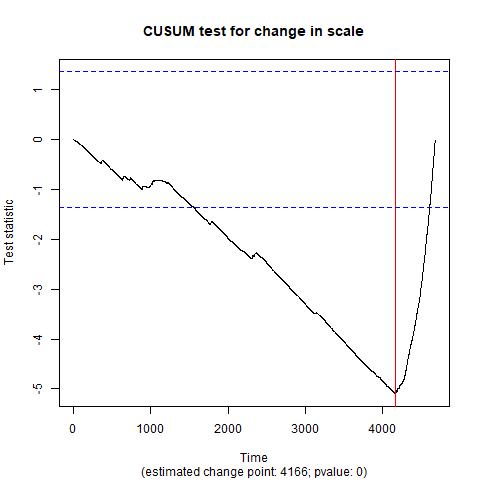 CUSUM test for change in scale
1
0
-1
-2
-3
-4
-5
Test statistic
0 1000 2000 3000 4000
Time
(estimated change point: 4166; pvalue: 0)